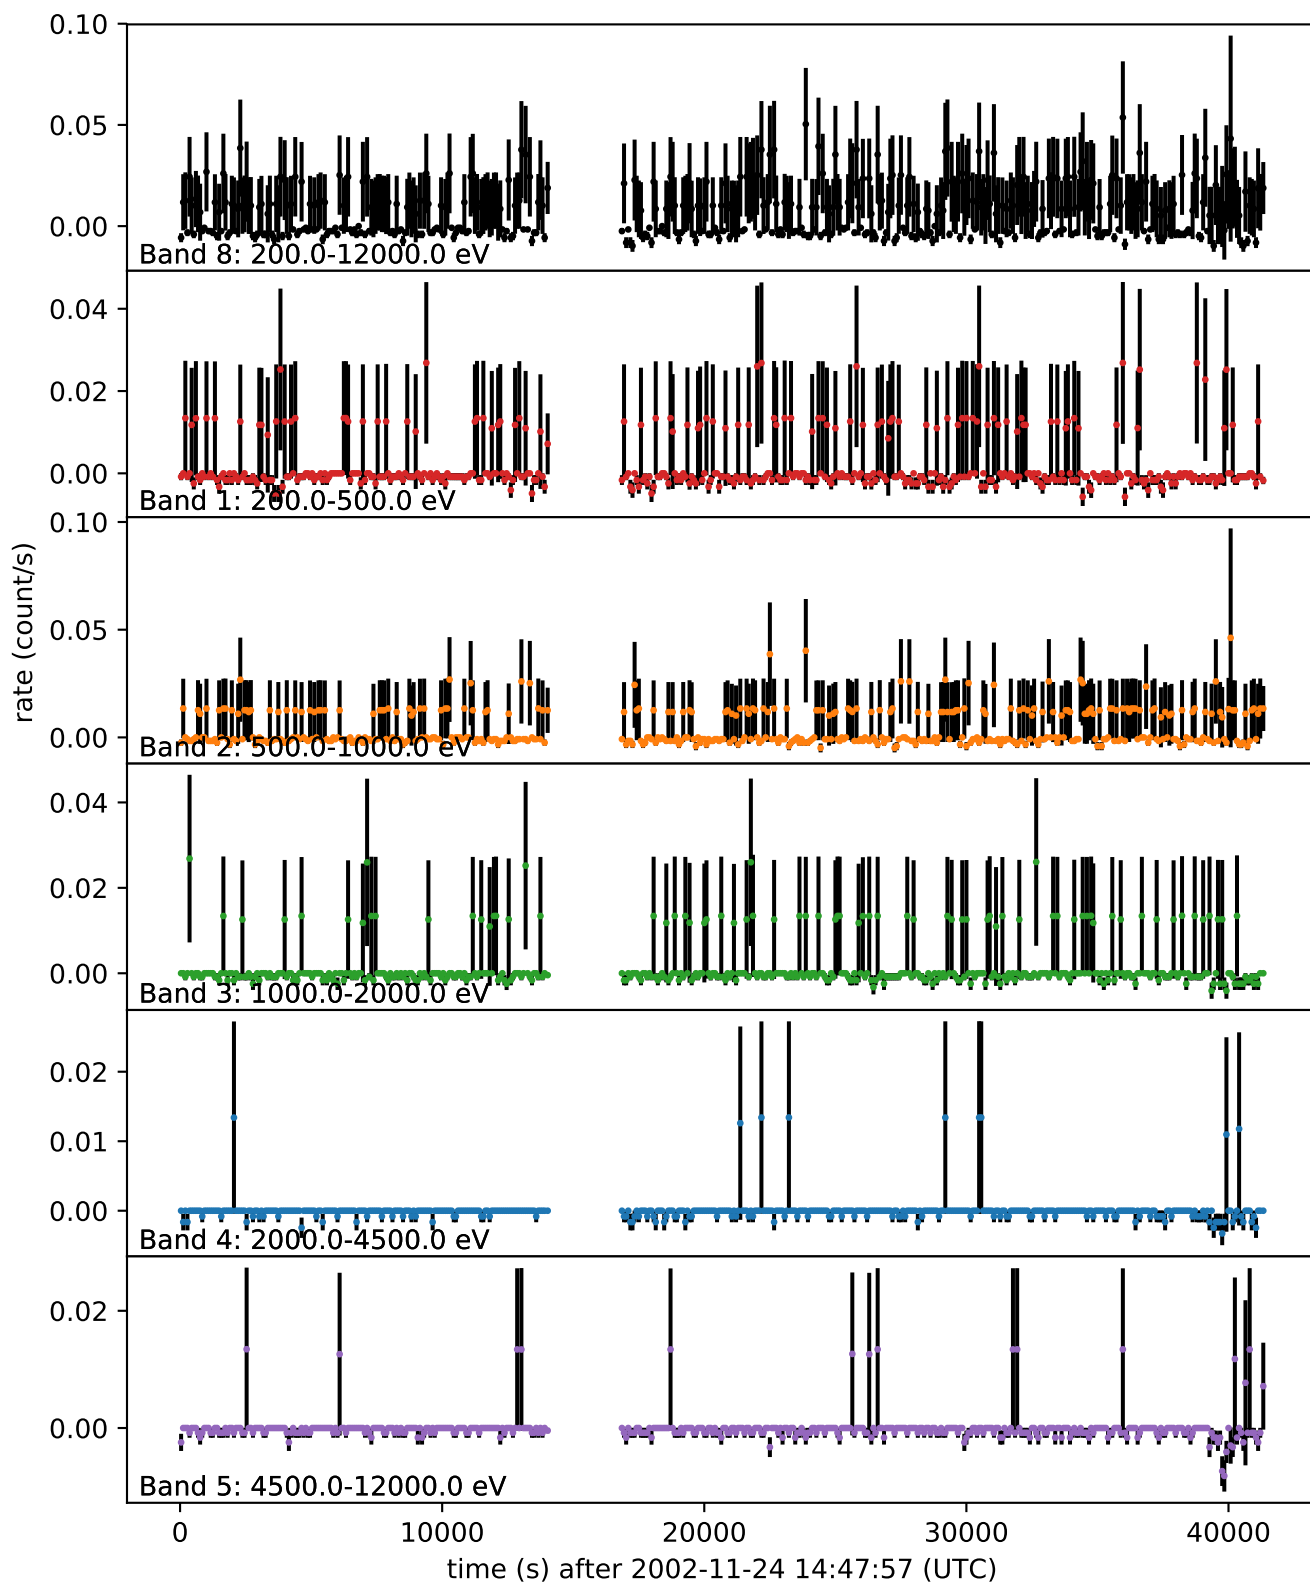 0.10
0.05
0.00
Band 8: 200.0-12000.0 eV
0.04
0.02
0.00
Band 1: 200.0-500.0 eV
rate (count/s)
0.10
0.05
0.00
Band 2: 500.0-1000.0 eV
0.04
0.02
0.00
Band 3: 1000.0-2000.0 eV
0.02
0.01
0.00
Band 4: 2000.0-4500.0 eV
0.02
0.00
Band 5: 4500.0-12000.0 eV
0 10000 20000 30000 40000
time (s) after 2002-11-24 14:47:57 (UTC)